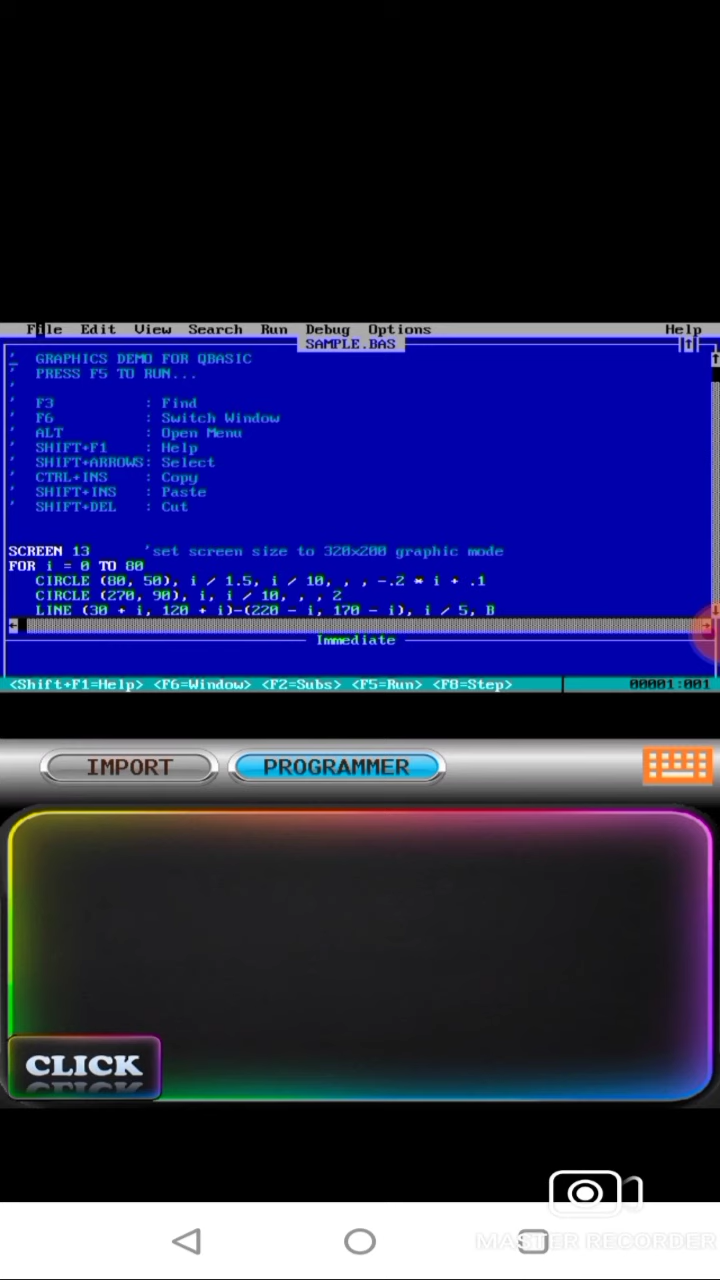 File Edit View Search Run Debug Options Help
SAMPLE.BAS
' GRAPHICS DEMO FOR QBASIC
' PRESS F5 TO RUN...
'
' F3 : Find
' F6 : Switch Window
' ALT : Open Menu
' SHIFT+F1 : Help
' SHIFT+ARROWS: Select
' CTRL+INS : Copy
' SHIFT+INS : Paste
' SHIFT+DEL : Cut
SCREEN 13 'set screen size to 320x200 graphic mode
FOR i = 0 TO 80
CIRCLE (80, 50), i / 1.5, i / 10, , , -.2 * i + .1
CIRCLE (270, 90), i, i / 10, , , 2
LINE (30 + i, 120 + i)-(220 - i, 170 - i), i / 5, B
Immediate
<Shift+F1=Help> <F6=Window> <F2=Subs> <F5=Run> <F8=Step> 00001:001
IMPORT PROGRAMMER
CLICK
MASTER RECORDER